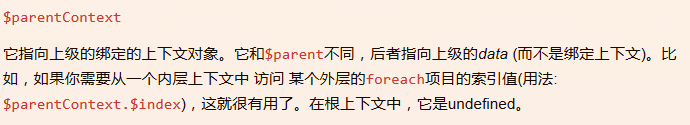 $parentContext
它指向上级的绑定的上下文对象。它和$parent不同，后者指向上级的data (而不是绑定上下文)。比
如，如果你需要从一个内层上下文中 访问 某个外层的foreach项目的索引值(用法:
$parentContext.$index)，这就很有用了。在根上下文中，它是undefined。